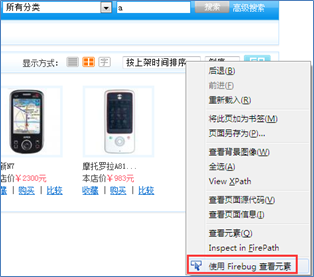 所有分类 a 搜索 高级搜索
显示方式： 字 按上架时间排序
后退(B)
前进(F)
重新载入(R)
将此页加为书签(M)
页面另存为(P)...
查看背景图像(W)
全选(A)
View XPath
查看页面源代码(V)
查看页面信息(I)
查看元素(Q)
Inspect in FirePath
使用 Firebug 查看元素
新N7 摩托罗拉A81...
本店价￥2300元 本店价￥983元
购买 | 比较 收藏 | 购买 | 比较